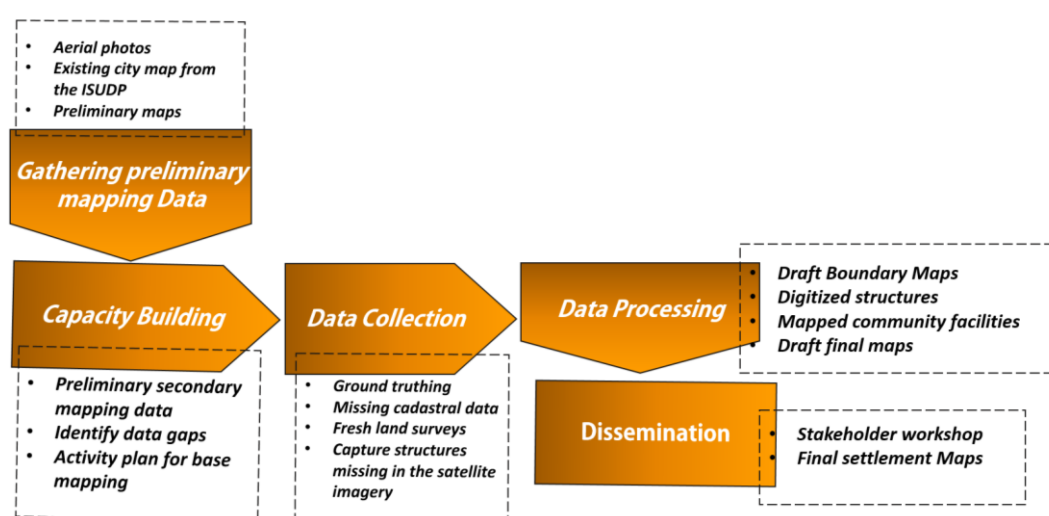 • Aerial photos
• Existing city map from
the ISUDP
• Preliminary maps
Gathering preliminary
mapping Data
Capacity Building
• Preliminary secondary
mapping data
• Identify data gaps
• Activity plan for base
mapping
Data Collection
• Ground truthing
• Missing cadastral data
• Fresh land surveys
• Capture structures
missing in the satellite
imagery
Data Processing
• Draft Boundary Maps
• Digitized structures
• Mapped community facilities
• Draft final maps
Dissemination
• Stakeholder workshop
• Final settlement Maps